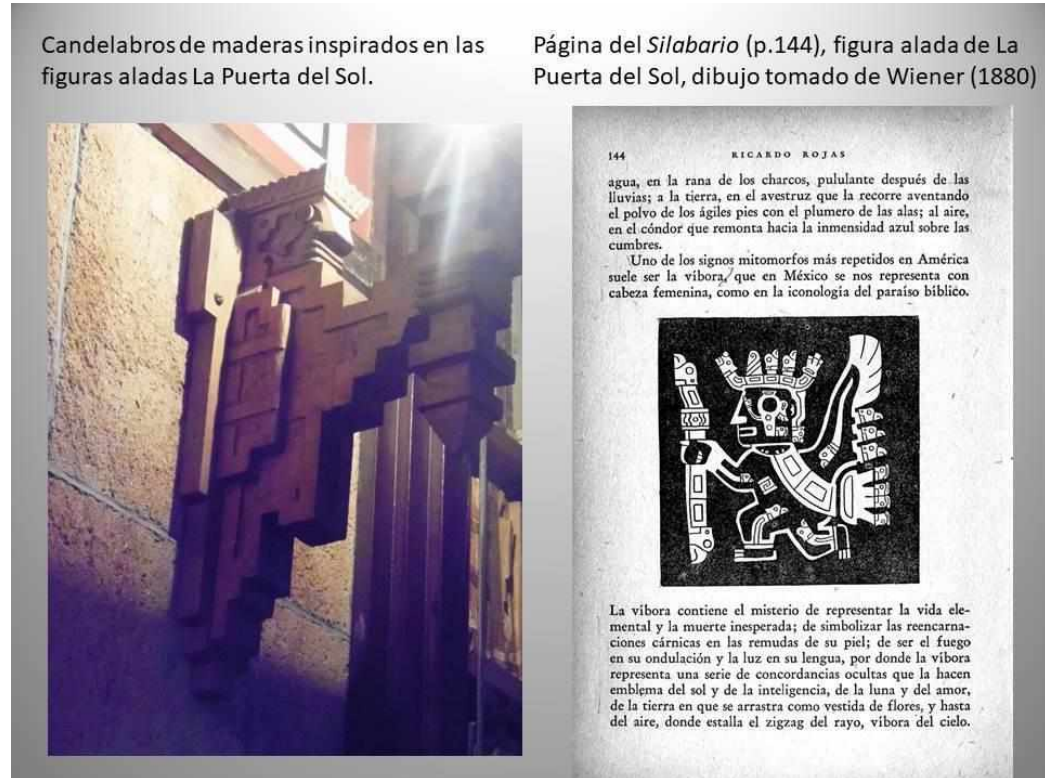 Candelabros de maderas inspirados en las
figuras aladas La Puerta del Sol.
Página del Silabario (p.144), figura alada de La
Puerta del Sol, dibujo tomado de Wiener (1880)
144 RICARDO ROJAS
agua, en la rana de los charcos, pululante después de las
lluvias; a la tierra, en el avestruz que la recorre aventando
el polvo de los ágiles pies con el plumero de las alas; al aire,
en el cóndor que remonta hacia la inmensidad azul sobre las
cumbres.
Uno de los signos mitomorfos más repetidos en América
suele ser la víbora, que en México se nos representa con
cabeza femenina, como en la iconología del paraíso bíblico.
La víbora contiene el misterio de representar la vida ele-
mental y la muerte inesperada; de simbolizar las reencarna-
ciones cárnicas en las remudas de su piel; de ser el fuego
en su ondulación y la luz en su lengua, por donde la víbora
representa una serie de concordancias ocultas que la hacen
emblema del sol y de la inteligencia, de la luna y del amor,
de la tierra en que se arrastra como vestida de flores, y hasta
del aire, donde estalla el zigzag del rayo, víbora del cielo.